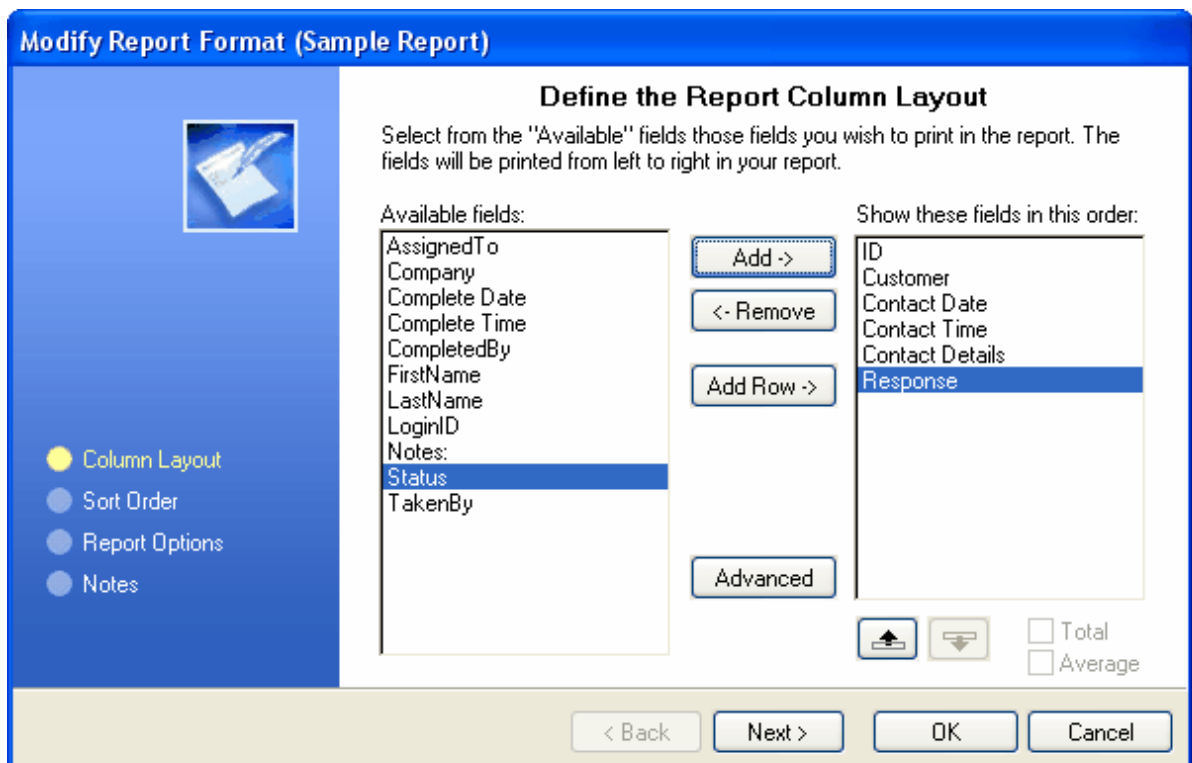 Modify Report Format (Sample Report)
Define the Report Column Layout
Select from the "Available" fields those fields you wish to print in the report. The
fields will be printed from left to right in your report.
Available fields:
AssignedTo
Company
Complete Date
Complete Time
CompletedBy
FirstName
LastName
LoginID
Notes:
Status
TakenBy
Add ->
<- Remove
Add Row ->
Advanced
Show these fields in this order:
ID
Customer
Contact Date
Contact Time
Contact Details
Response
Total
Average
Column Layout
Sort Order
Report Options
Notes
< Back
Next >
OK
Cancel